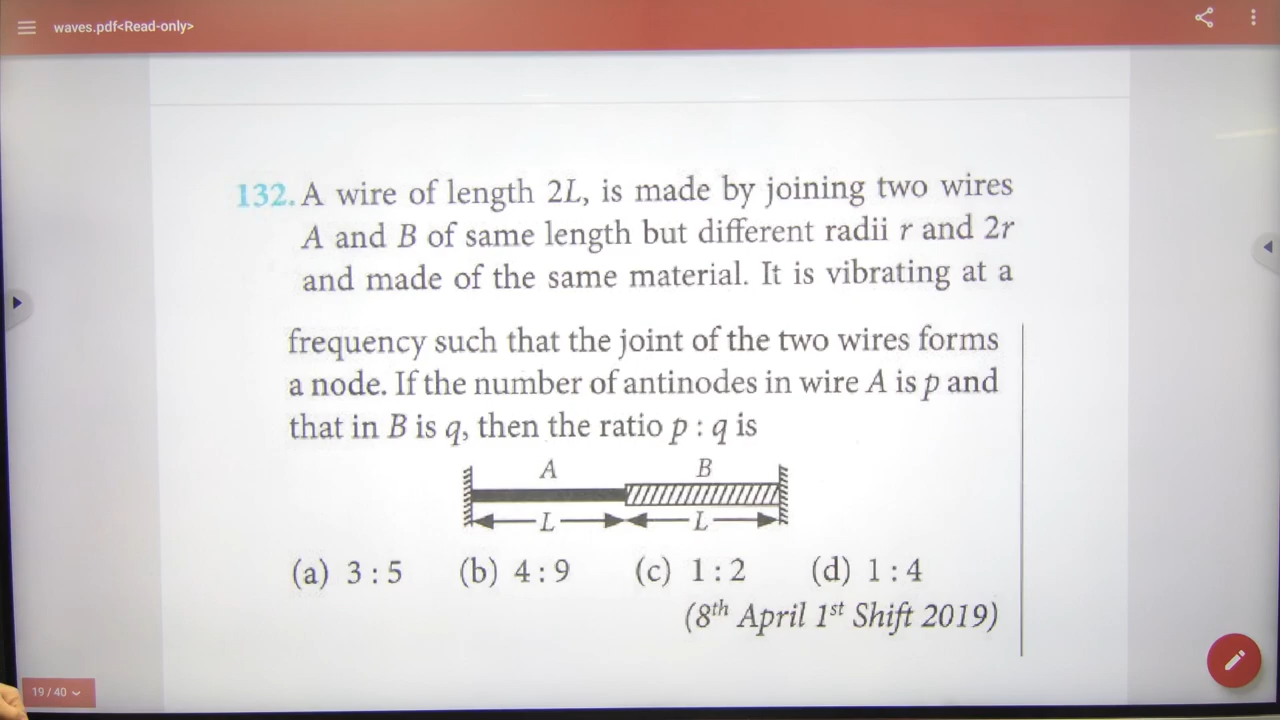 waves.pdf<Read-only>
132. A wire of length 2L, is made by joining two wires
A and B of same length but different radii r and 2r
and made of the same material. It is vibrating at a
frequency such that the joint of the two wires forms
a node. If the number of antinodes in wire A is p and
that in B is q, then the ratio p : q is
A B
L L
(a) 3 : 5 (b) 4 : 9 (c) 1 : 2 (d) 1 : 4
(8th April 1st Shift 2019)
19 / 40